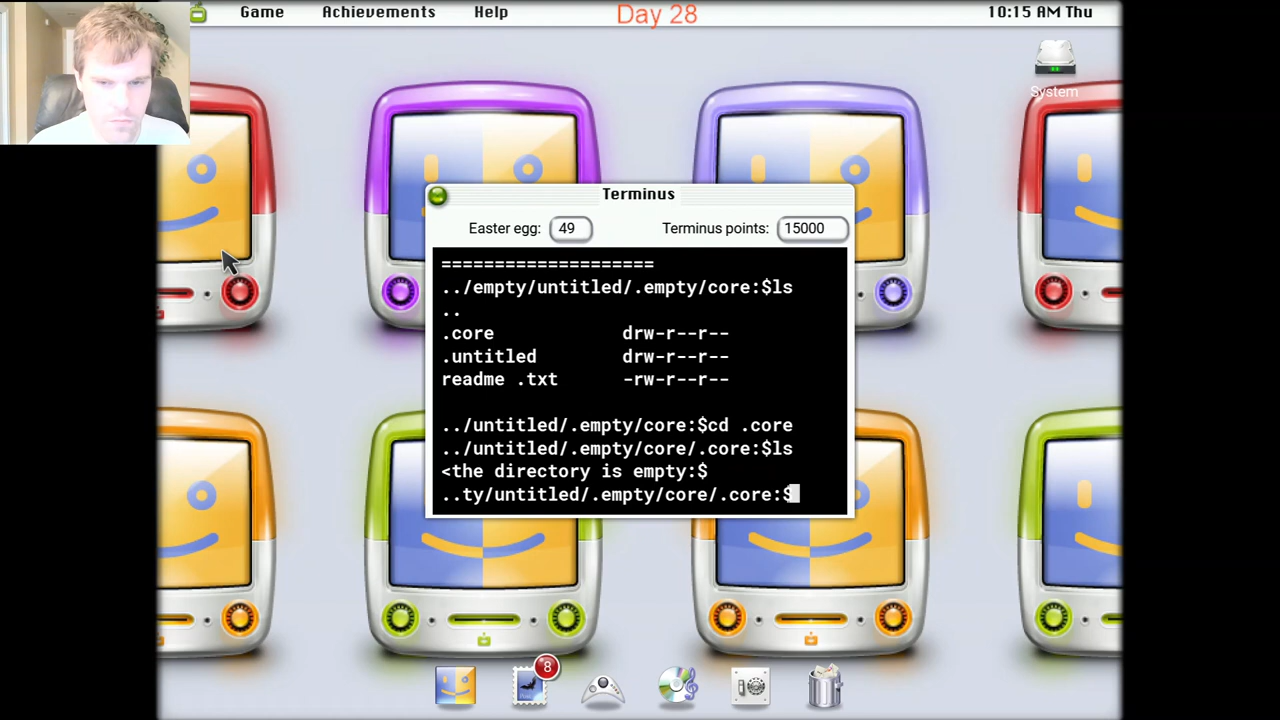 Game Achievements Help Day 28 10:15 AM Thu
System
Terminus
Easter egg: 49 Terminus points: 15000
====================
../empty/untitled/.empty/core:$ls
..
.core drw-r--r--
.untitled drw-r--r--
readme .txt -rw-r--r--
../untitled/.empty/core:$cd .core
../untitled/.empty/core/.core:$ls
<the directory is empty:$
..ty/untitled/.empty/core/.core:$
8